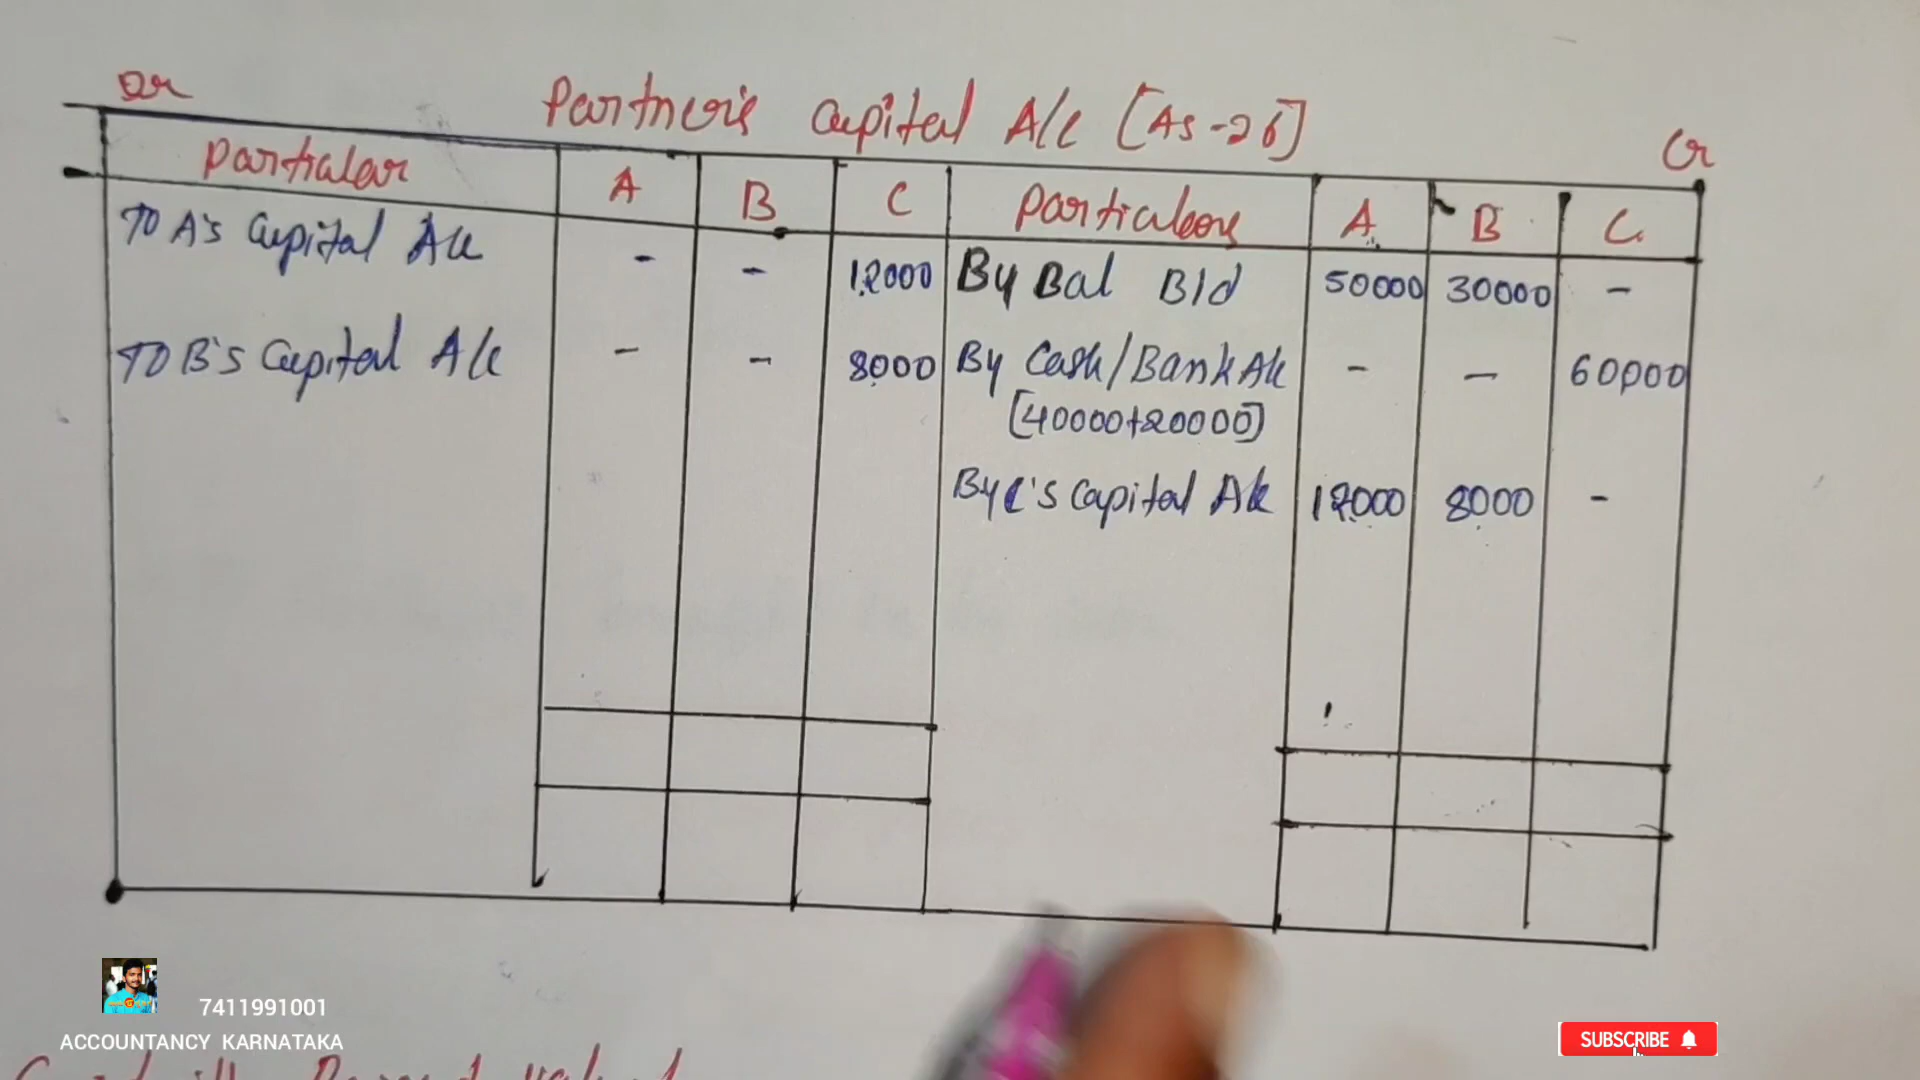 Dr
Partner's Capital A/c [As-26]
Cr
Particular A B C Particulars A B C
TO A's Capital A/c - - 12000 By Bal B/d 50000 30000 -
TO B's Capital A/c - - 8000 By Cash/Bank A/c - - 60000
[40000+20000]
By C's Capital A/c 12000 8000 -
7411991001
ACCOUNTANCY KARNATAKA
SUBSCRIBE